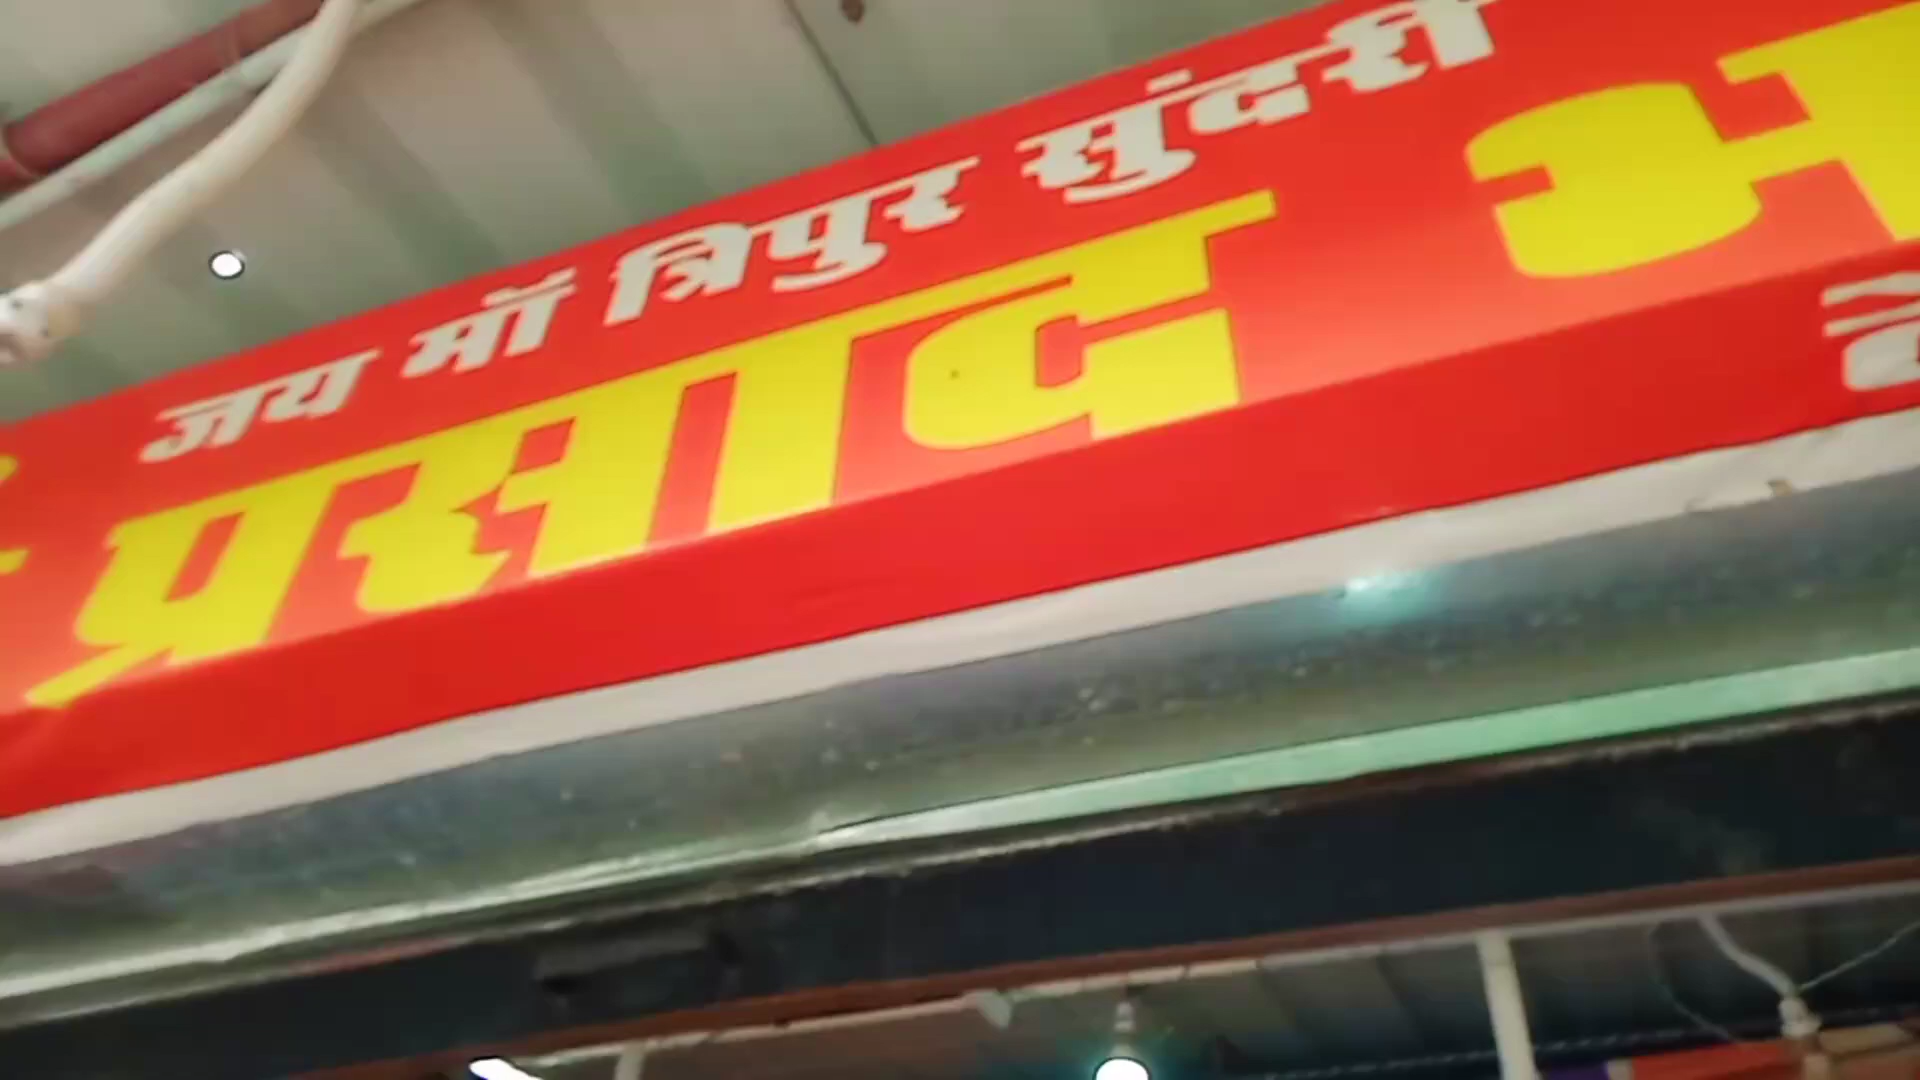 जय माँ त्रिपुर सुंदरी
प्रसाद